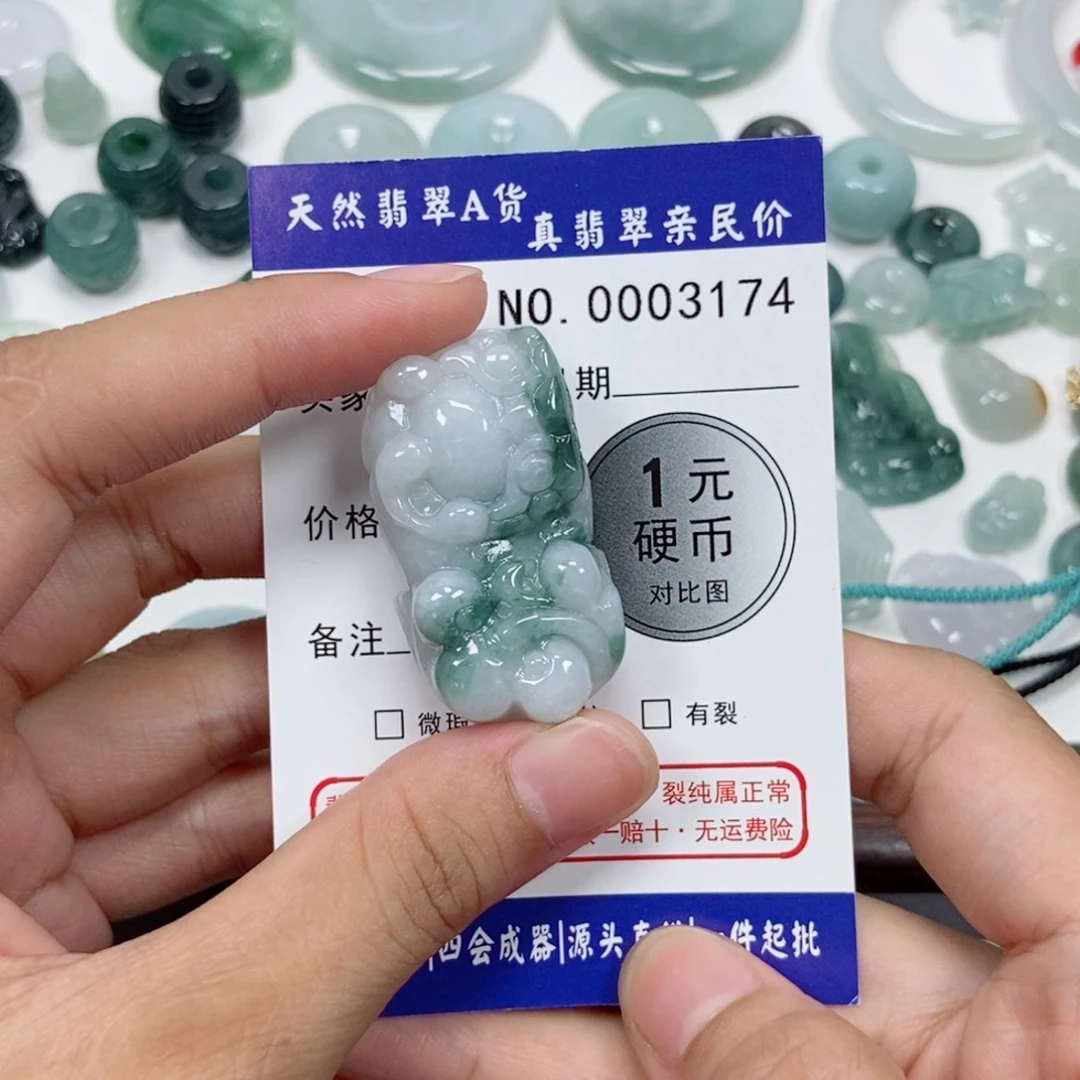 天然翡翠A货
真翡翠亲民价
NO. 0003174
期
1元
硬币
对比图
价格
备注
□ 微瑕 □ 有裂
裂纯属正常
一赔十·无运费险
四会成器|源头 件起批